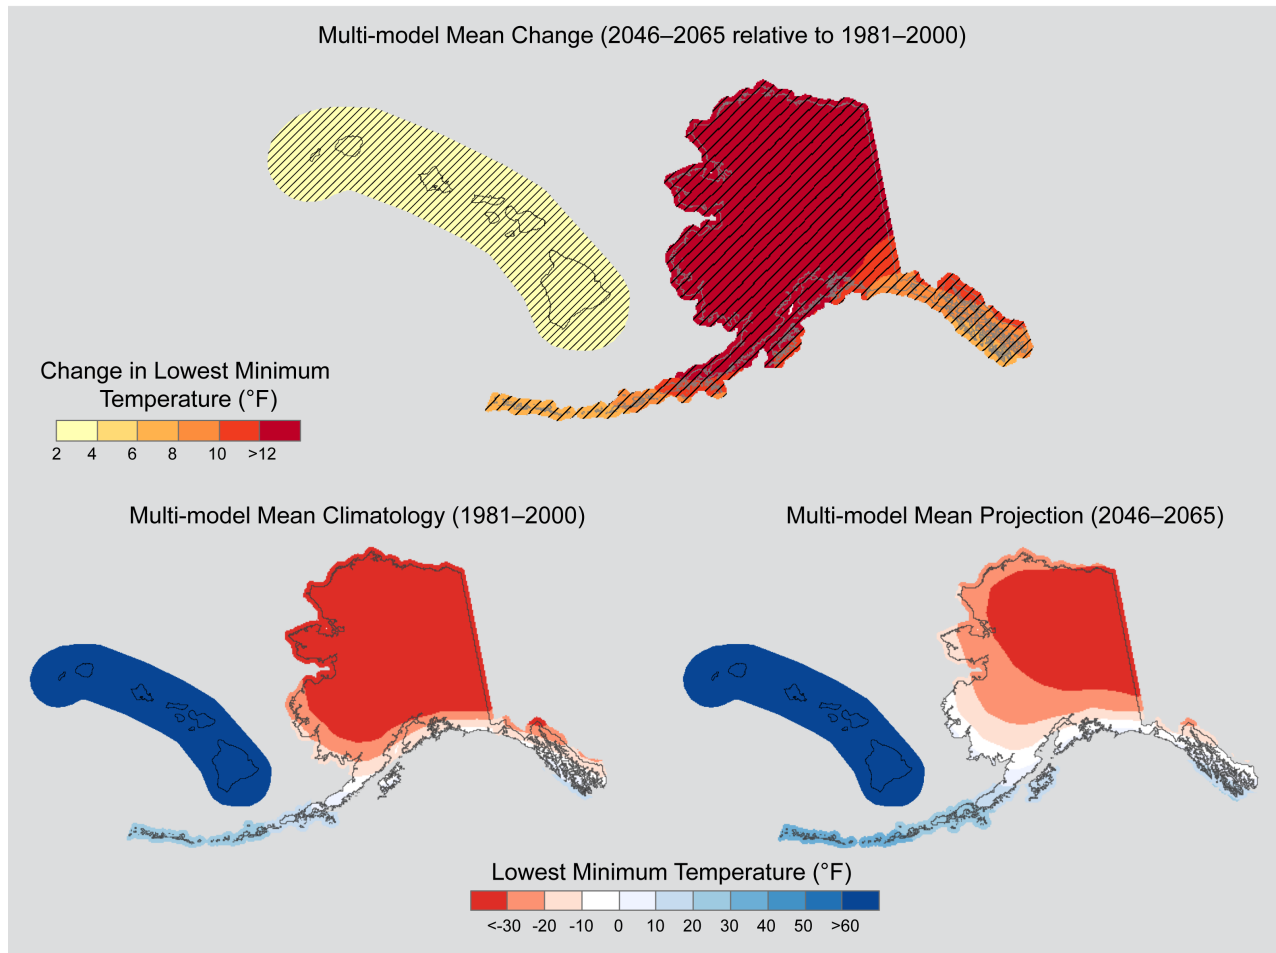 Multi-model Mean Change (2046–2065 relative to 1981–2000)
Change in Lowest Minimum
Temperature (°F)
2 4 6 8 10 >12
Multi-model Mean Climatology (1981–2000)
Multi-model Mean Projection (2046–2065)
Lowest Minimum Temperature (°F)
<-30 -20 -10 0 10 20 30 40 50 >60